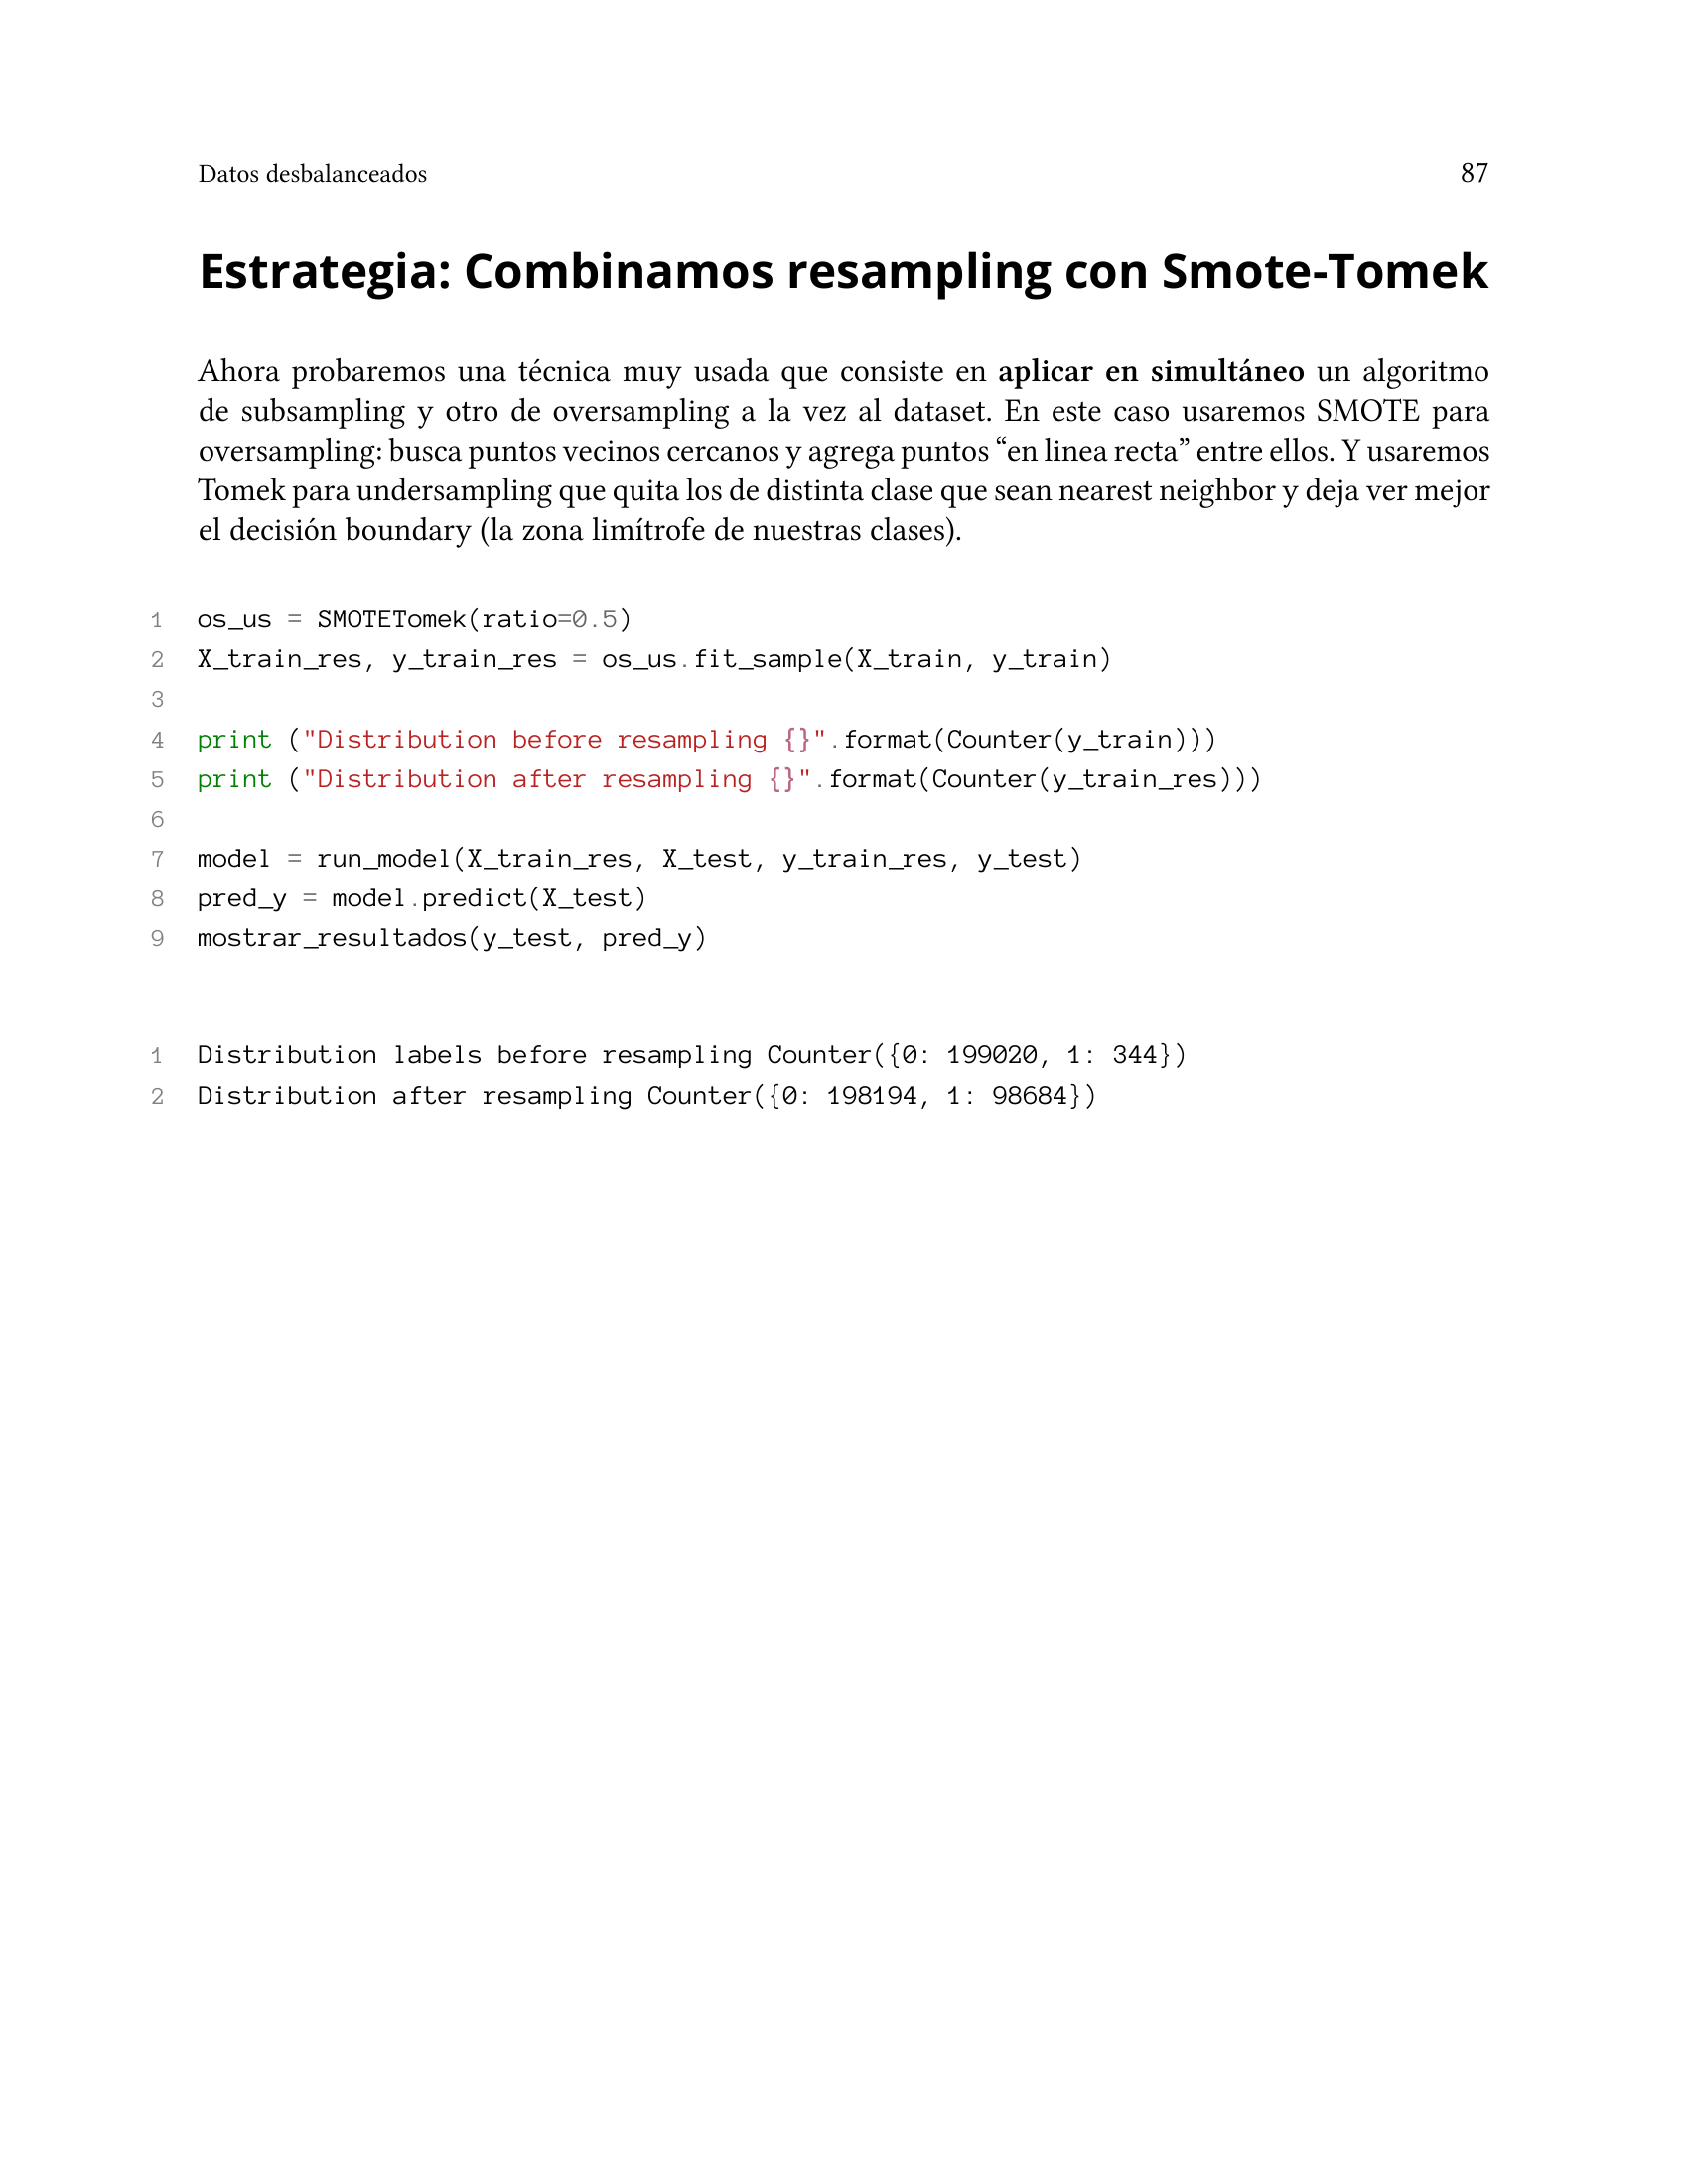 Datos desbalanceados 87
Estrategia: Combinamos resampling con Smote-Tomek
Ahora probaremos una técnica muy usada que consiste en aplicar en simultáneo un algoritmo
de subsampling y otro de oversampling a la vez al dataset. En este caso usaremos SMOTE para
oversampling: busca puntos vecinos cercanos y agrega puntos “en linea recta” entre ellos. Y usaremos
Tomek para undersampling que quita los de distinta clase que sean nearest neighbor y deja ver mejor
el decisión boundary (la zona limítrofe de nuestras clases).
1 os_us = SMOTETomek(ratio=0.5)
2 X_train_res, y_train_res = os_us.fit_sample(X_train, y_train)
3
4 print ("Distribution before resampling {}".format(Counter(y_train)))
5 print ("Distribution after resampling {}".format(Counter(y_train_res)))
6
7 model = run_model(X_train_res, X_test, y_train_res, y_test)
8 pred_y = model.predict(X_test)
9 mostrar_resultados(y_test, pred_y)
1 Distribution labels before resampling Counter({0: 199020, 1: 344})
2 Distribution after resampling Counter({0: 198194, 1: 98684})